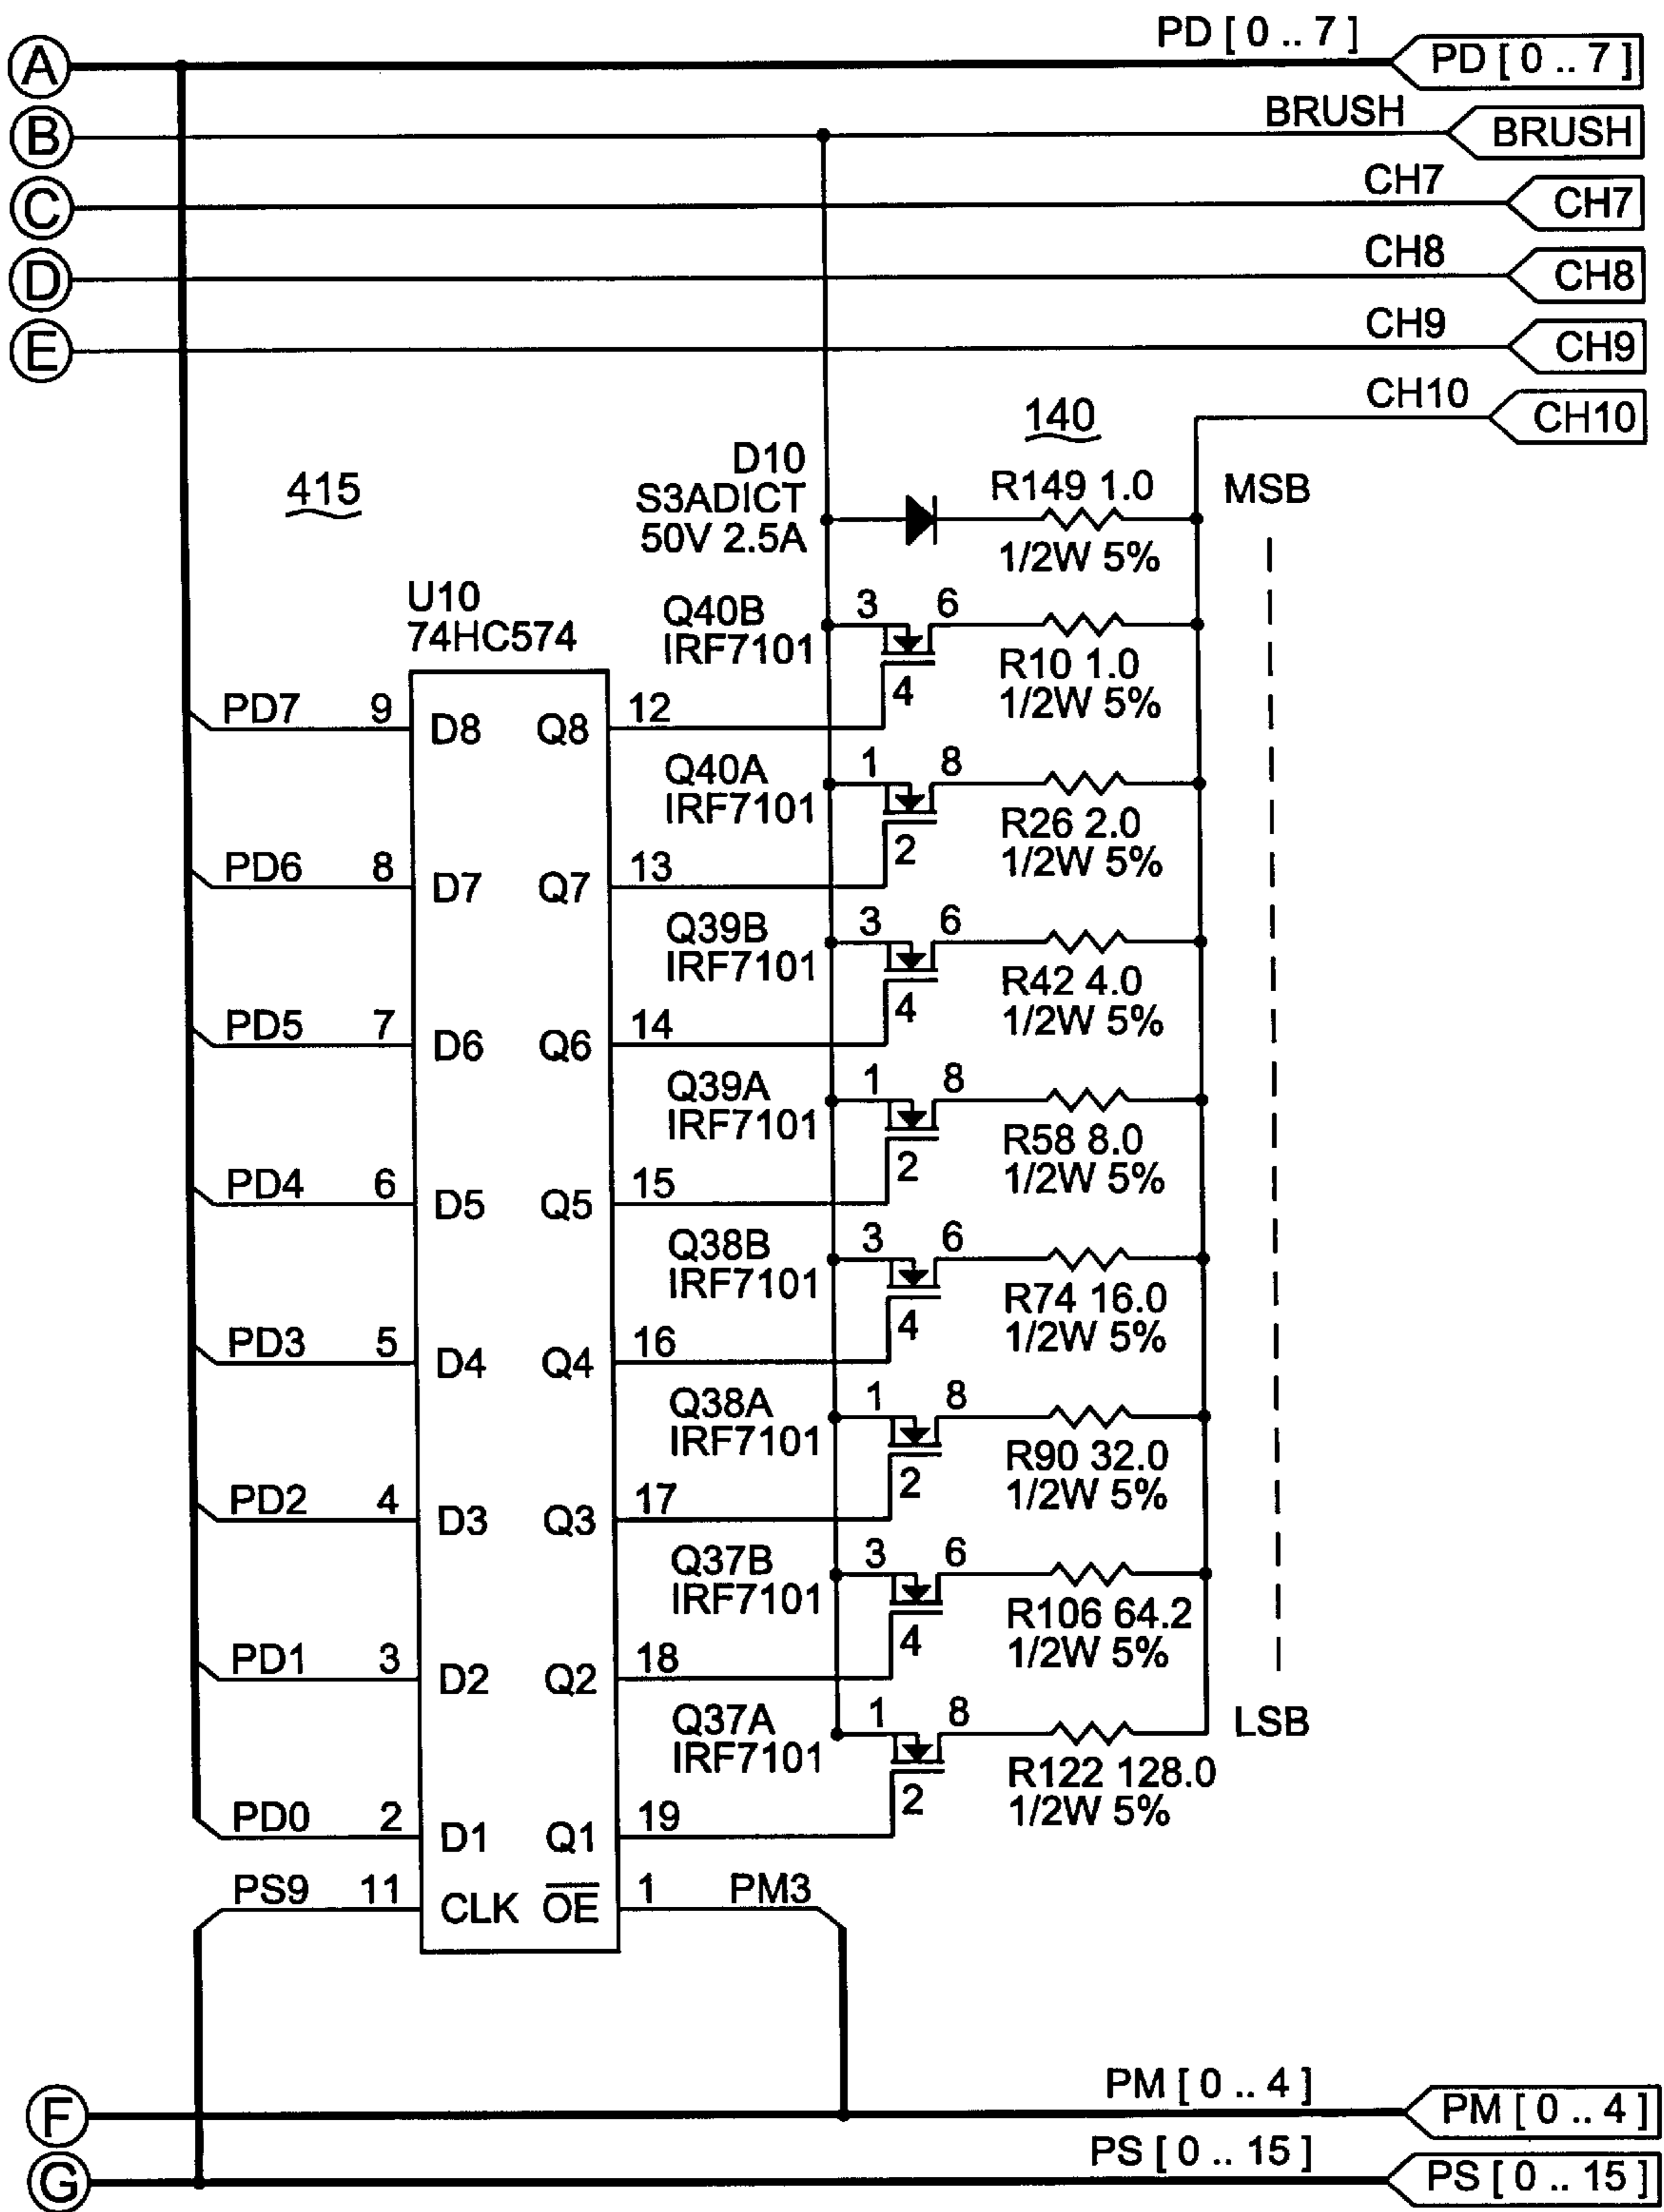 PD [ 0 .. 7 ]
A
PD [ 0 .. 7 ]
BRUSH
B
BRUSH
CH7
C
CH7
CH8
D
CH8
CH9
E
CH9
CH10
CH10
140
415
D10
S3ADICT
50V 2.5A
R149 1.0
1/2W 5%
MSB
U10
74HC574
Q40B
IRF7101
3
6
4
R10 1.0
1/2W 5%
PD7
9
D8
Q8
12
Q40A
IRF7101
1
8
2
R26 2.0
1/2W 5%
PD6
8
D7
Q7
13
Q39B
IRF7101
3
6
4
R42 4.0
1/2W 5%
PD5
7
D6
Q6
14
Q39A
IRF7101
1
8
2
R58 8.0
1/2W 5%
PD4
6
D5
Q5
15
Q38B
IRF7101
3
6
4
R74 16.0
1/2W 5%
PD3
5
D4
Q4
16
Q38A
IRF7101
1
8
2
R90 32.0
1/2W 5%
PD2
4
D3
Q3
17
Q37B
IRF7101
3
6
4
R106 64.2
1/2W 5%
PD1
3
D2
Q2
18
Q37A
IRF7101
1
8
2
LSB
R122 128.0
1/2W 5%
PD0
2
D1
Q1
19
PS9
11
CLK
OE
1
PM3
PM [ 0 .. 4 ]
F
PM [ 0 .. 4 ]
PS [ 0 .. 15 ]
G
PS [ 0 .. 15 ]